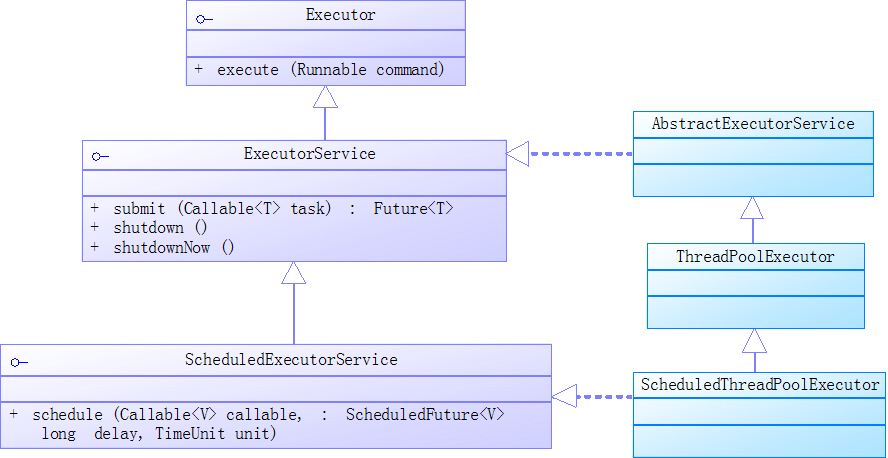 Executor
+ execute (Runnable command)
ExecutorService
+ submit (Callable<T> task) : Future<T>
+ shutdown ()
+ shutdownNow ()
ScheduledExecutorService
+ schedule (Callable<V> callable, : ScheduledFuture<V>
long delay, TimeUnit unit)
AbstractExecutorService
ThreadPoolExecutor
ScheduledThreadPoolExecutor